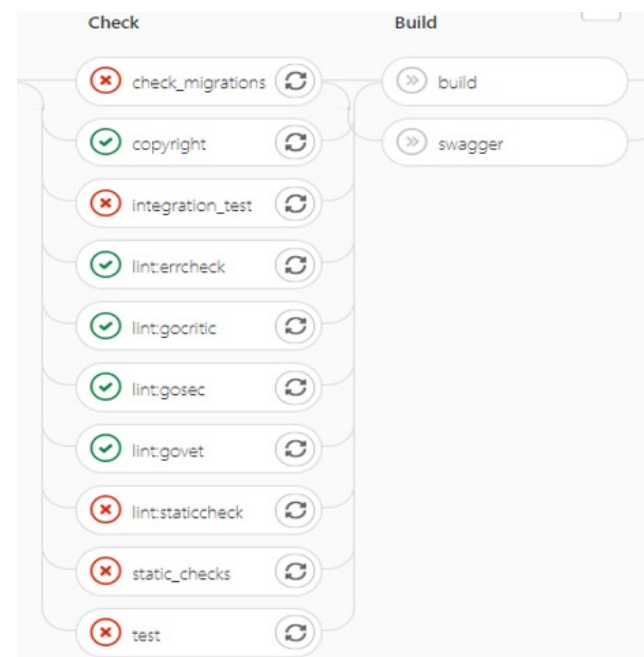 Check
Build
check_migrations
build
copyright
swagger
integration_test
lint:errcheck
lint:gocritic
lint:gosec
lint:govet
lint:staticcheck
static_checks
test